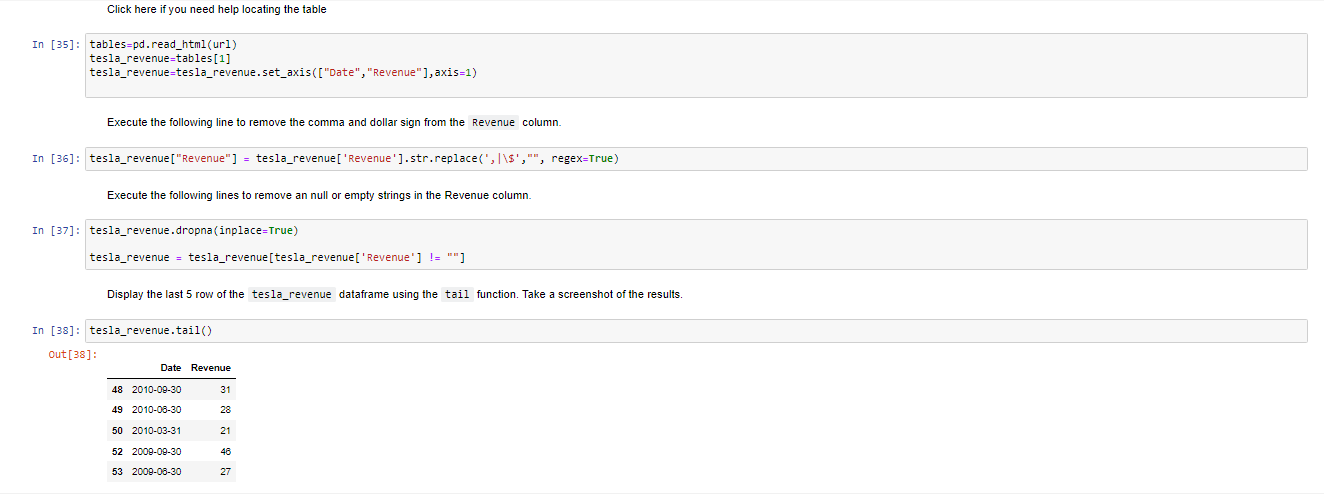 Click here if you need help locating the table
In [35]: tables=pd.read_html(url)
tesla_revenue=tables[1]
tesla_revenue=tesla_revenue.set_axis(["Date","Revenue"],axis=1)
Execute the following line to remove the comma and dollar sign from the Revenue column.
In [36]: tesla_revenue["Revenue"] = tesla_revenue['Revenue'].str.replace(',|\$',"", regex=True)
Execute the following lines to remove an null or empty strings in the Revenue column.
In [37]: tesla_revenue.dropna(inplace=True)
tesla_revenue = tesla_revenue[tesla_revenue['Revenue'] != ""]
Display the last 5 row of the tesla_revenue dataframe using the tail function. Take a screenshot of the results.
In [38]: tesla_revenue.tail()
Out[38]:
Date Revenue
48 2010-09-30 31
49 2010-06-30 28
50 2010-03-31 21
52 2009-09-30 46
53 2009-06-30 27